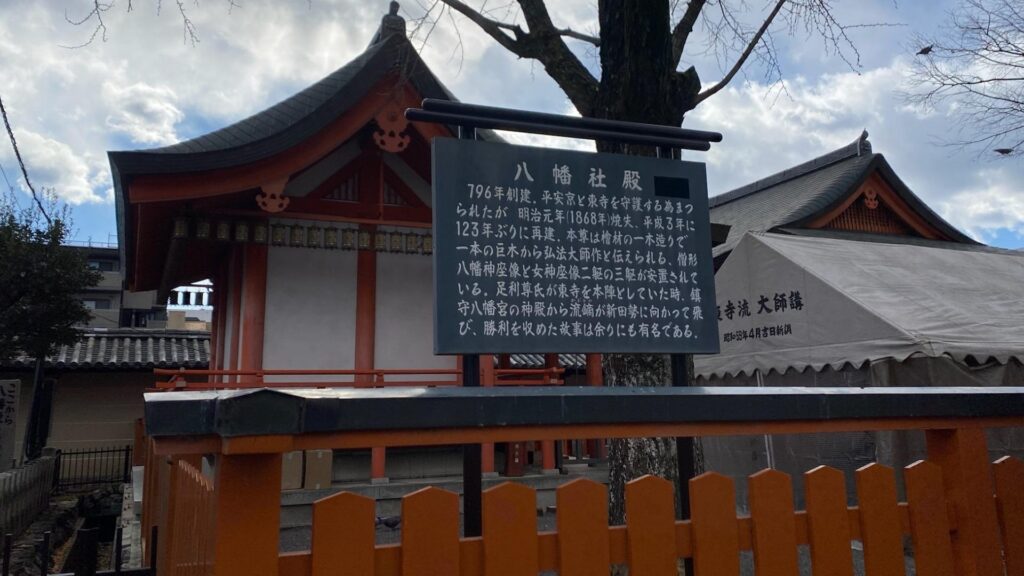 八幡社殿
796年創建、平安京と東寺を守護する為まつ
られたが 明治元年(1868年)焼失、平成3年に
123年ぶりに再建。本尊は檜材の一木造りで
一本の巨木から弘法大師作と伝えられる、僧形
八幡神座像と女神座像二躯の三躯が安置されて
いる。足利尊氏が東寺を本陣としていた時、鎮
守八幡宮の神殿から流鏑が新田勢に向かって飛
び、勝利を収めた故事は余りにも有名である。
東寺流 大師講
昭和58年4月吉日新調
ここから